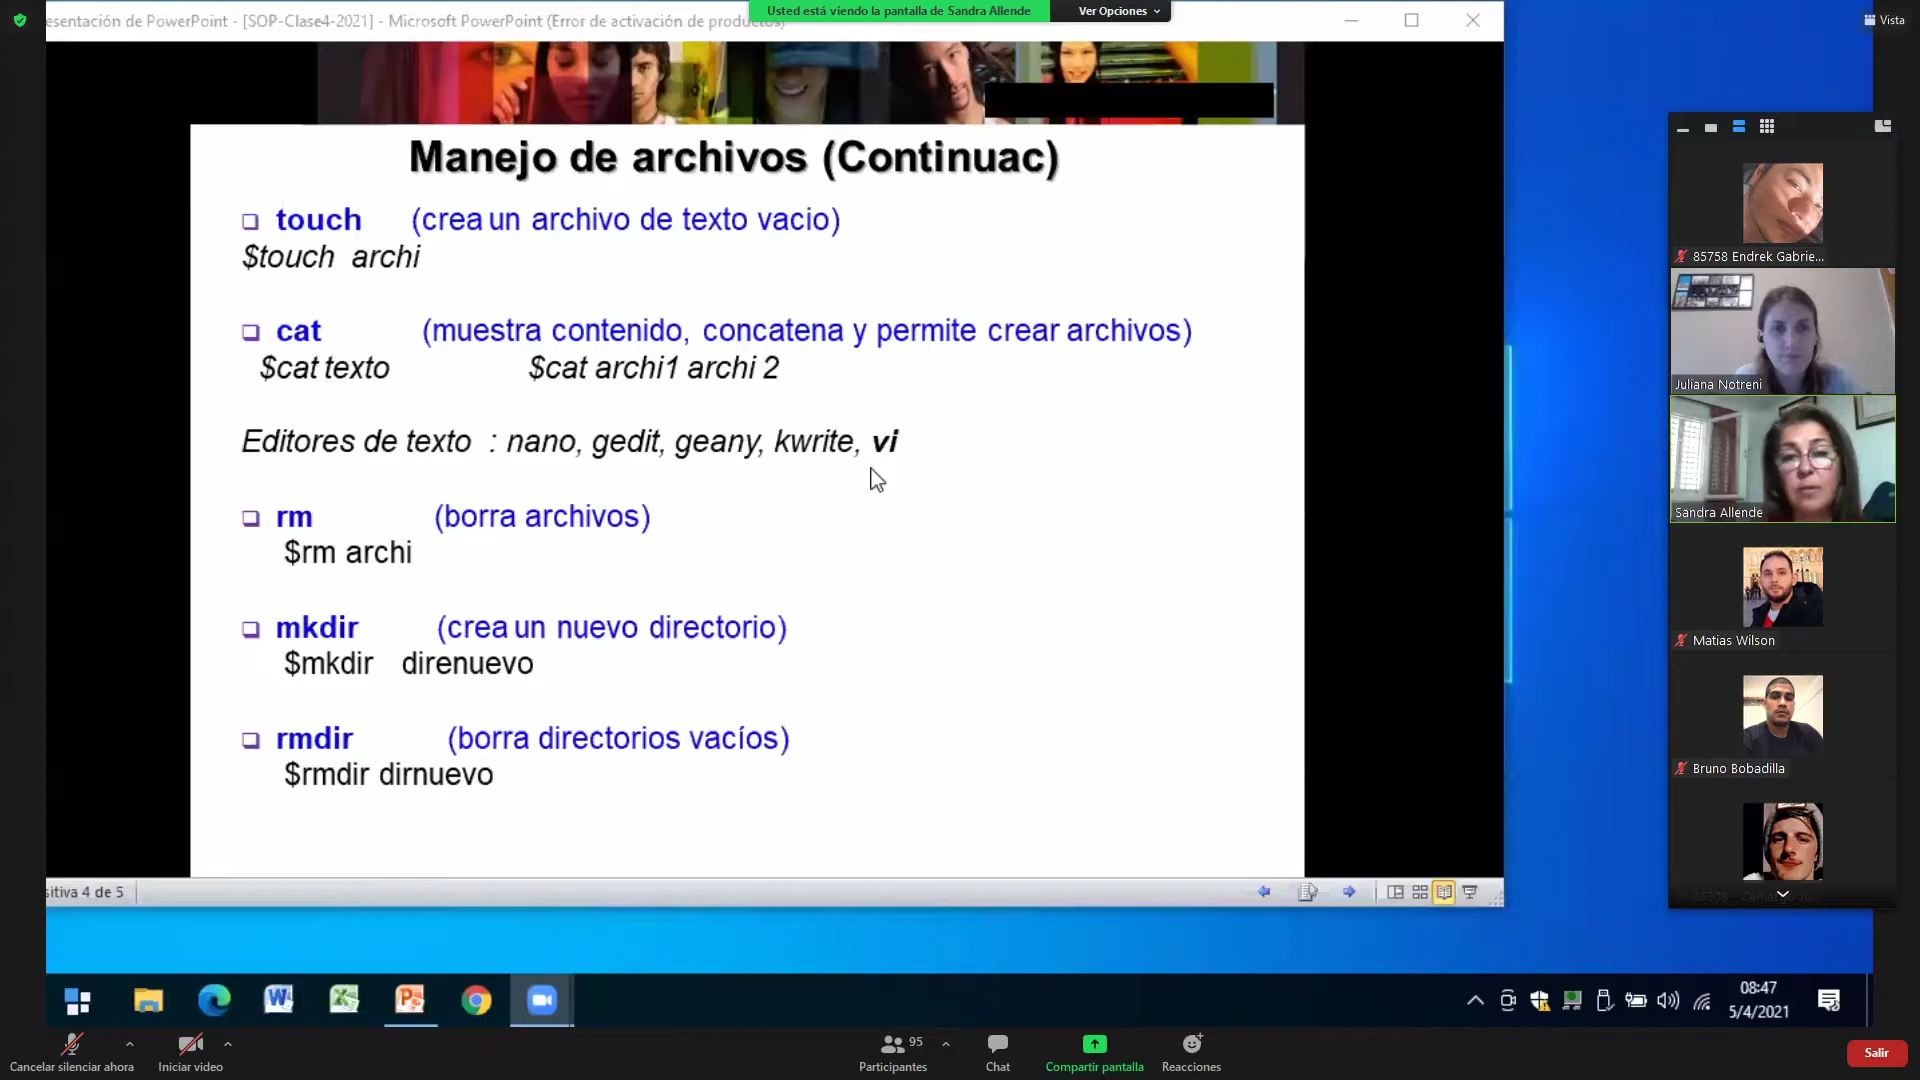 esentación de PowerPoint - [SOP-Clase4-2021] - Microsoft PowerPoint (Error de activación de productos)
Usted está viendo la pantalla de Sandra Allende
Ver Opciones
Vista
Manejo de archivos (Continuac)
touch (crea un archivo de texto vacio)
$touch archi
cat (muestra contenido, concatena y permite crear archivos)
$cat texto $cat archi1 archi 2
Editores de texto : nano, gedit, geany, kwrite, vi
rm (borra archivos)
$rm archi
mkdir (crea un nuevo directorio)
$mkdir direnuevo
rmdir (borra directorios vacíos)
$rmdir dirnuevo
sitiva 4 de 5
85758 Endrek Gabrie...
Juliana Notreni
Sandra Allende
Matias Wilson
Bruno Bobadilla
08:47
5/4/2021
Cancelar silenciar ahora
Iniciar video
95
Participantes
Chat
Compartir pantalla
Reacciones
Salir